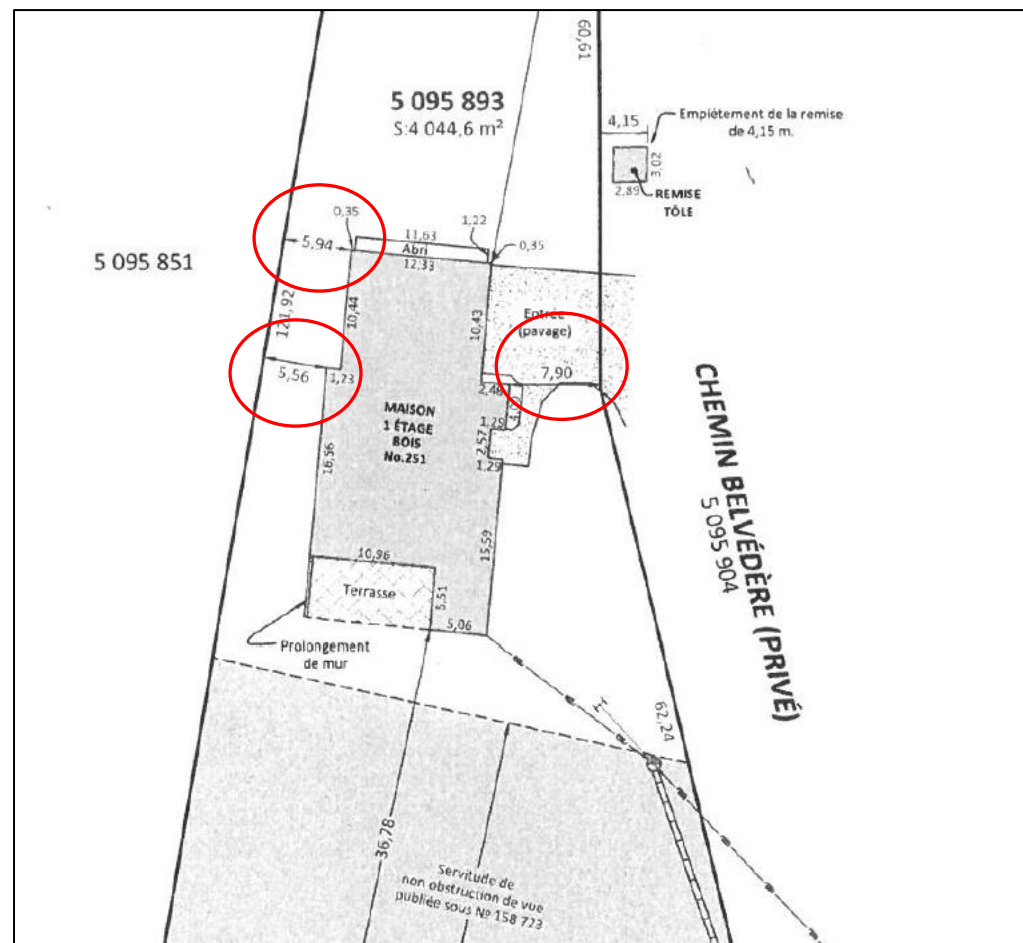 60,61
5 095 893
S:4 044,6 m²
4,15
Empiétement de la remise
de 4,15 m.
3,02
2,89
REMISE
TÔLE
0,35
1,22
11,63
0,35
5,94
Abri
12,33
5 095 851
121,92
10,44
10,43
Entrée
(pavage)
5,56
1,23
7,90
2,48
MAISON
1 ÉTAGE
BOIS
No.251
1,29
2,57
1,29
16,56
15,59
CHEMIN BELVÉDÈRE (PRIVÉ)
5 095 904
10,96
Terrasse
5,51
5,06
Prolongement
de mur
62,24
36,78
Servitude de
non obstruction de vue
publiée sous Nº 158 723